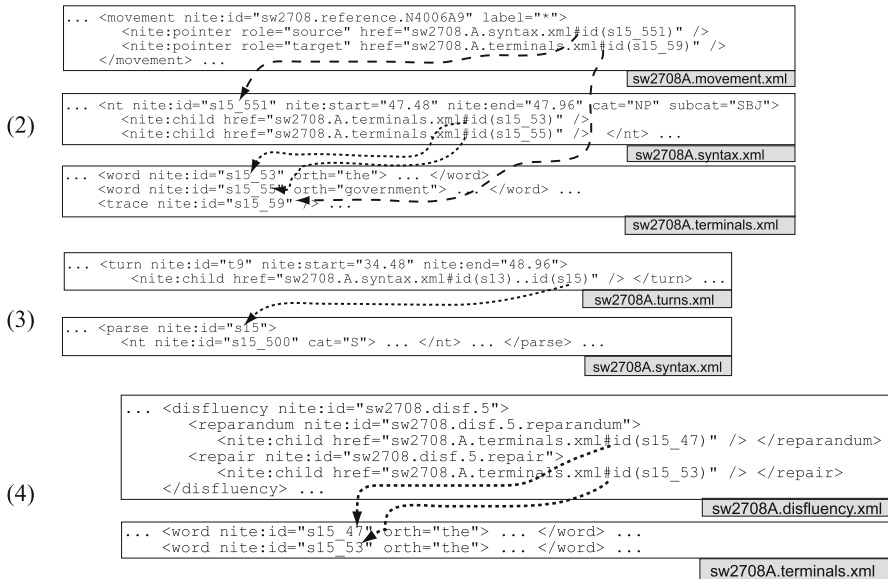 ... <movement nite:id="sw2708.reference.N4006A9" label="*">
<nite:pointer role="source" href="sw2708.A.syntax.xml#id(s15_551)" />
<nite:pointer role="target" href="sw2708.A.terminals.xml#id(s15_59)" />
</movement> ...
sw2708A.movement.xml
(2)
... <nt nite:id="s15_551" nite:start="47.48" nite:end="47.96" cat="NP" subcat="SBJ">
<nite:child href="sw2708.A.terminals.xml#id(s15_53)" />
<nite:child href="sw2708.A.terminals.xml#id(s15_55)" /> </nt> ...
sw2708A.syntax.xml
... <word nite:id="s15_53" orth="the"> ... </word>
<word nite:id="s15_55" orth="government"> ... </word> ...
<trace nite:id="s15_59" /> ...
sw2708A.terminals.xml
(3)
... <turn nite:id="t9" nite:start="34.48" nite:end="48.96">
<nite:child href="sw2708.A.syntax.xml#id(s13)..id(s15)" /> </turn> ...
sw2708A.turns.xml
... <parse nite:id="s15">
<nt nite:id="s15_500" cat="S"> ... </nt> ... </parse> ...
sw2708A.syntax.xml
(4)
... <disfluency nite:id="sw2708.disf.5">
<reparandum nite:id="sw2708.disf.5.reparandum">
<nite:child href="sw2708.A.terminals.xml#id(s15_47)" /> </reparandum>
<repair nite:id="sw2708.disf.5.repair">
<nite:child href="sw2708.A.terminals.xml#id(s15_53)" /> </repair>
</disfluency> ...
sw2708A.disfluency.xml
... <word nite:id="s15_47" orth="the"> ... </word> ...
<word nite:id="s15_53" orth="the"> ... </word> ...
sw2708A.terminals.xml